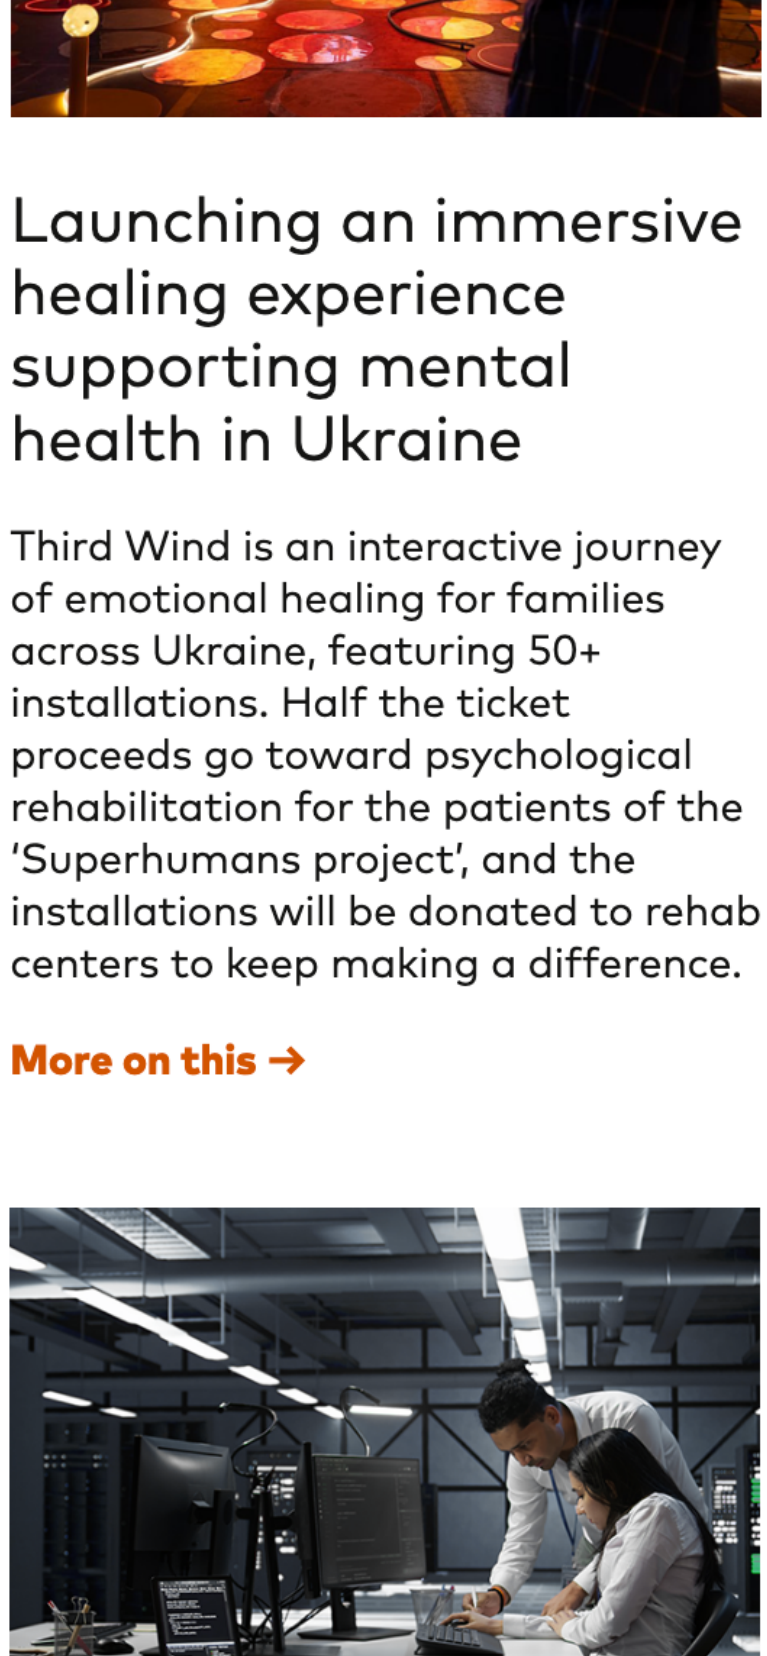 Launching an immersive
healing experience
supporting mental
health in Ukraine
Third Wind is an interactive journey
of emotional healing for families
across Ukraine, featuring 50+
installations. Half the ticket
proceeds go toward psychological
rehabilitation for the patients of the
‘Superhumans project’, and the
installations will be donated to rehab
centers to keep making a difference.
More on this →